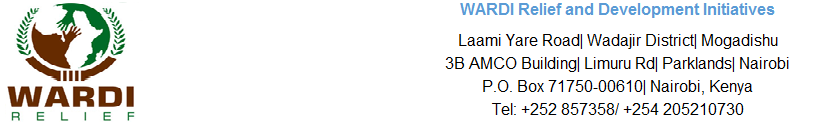 WARDI
RELIEF
WARDI Relief and Development Initiatives
Laami Yare Road| Wadajir District| Mogadishu
3B AMCO Building| Limuru Rd| Parklands| Nairobi
P.O. Box 71750-00610| Nairobi, Kenya
Tel: +252 857358/ +254 205210730